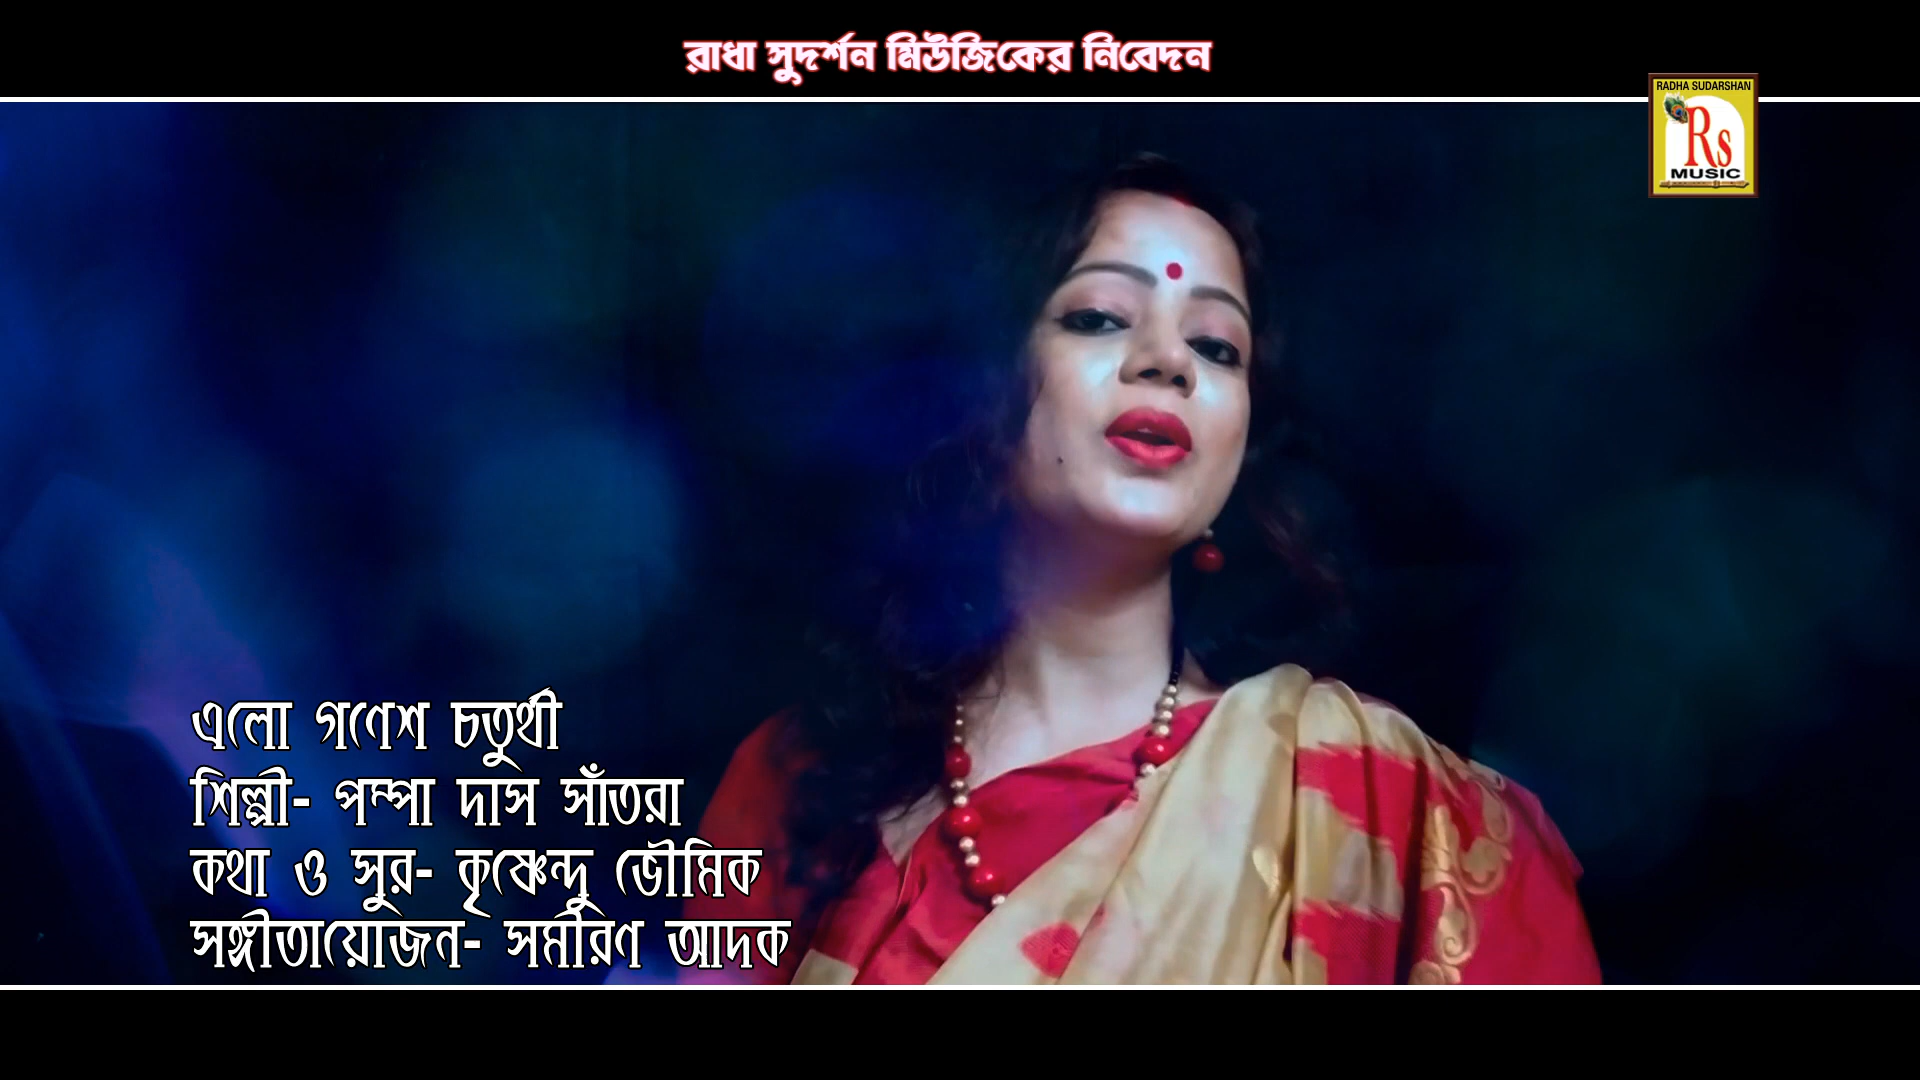 রাধা সুদর্শন মিউজিকের নিবেদন
RADHA SUDARSHAN
Rs
MUSIC
এলো গণেশ চতুর্থী
শিল্পী- পম্পা দাস সাঁতরা
কথা ও সুর- কৃষ্ণেন্দু ভৌমিক
সঙ্গীতায়োজন- সমীরণ আদক